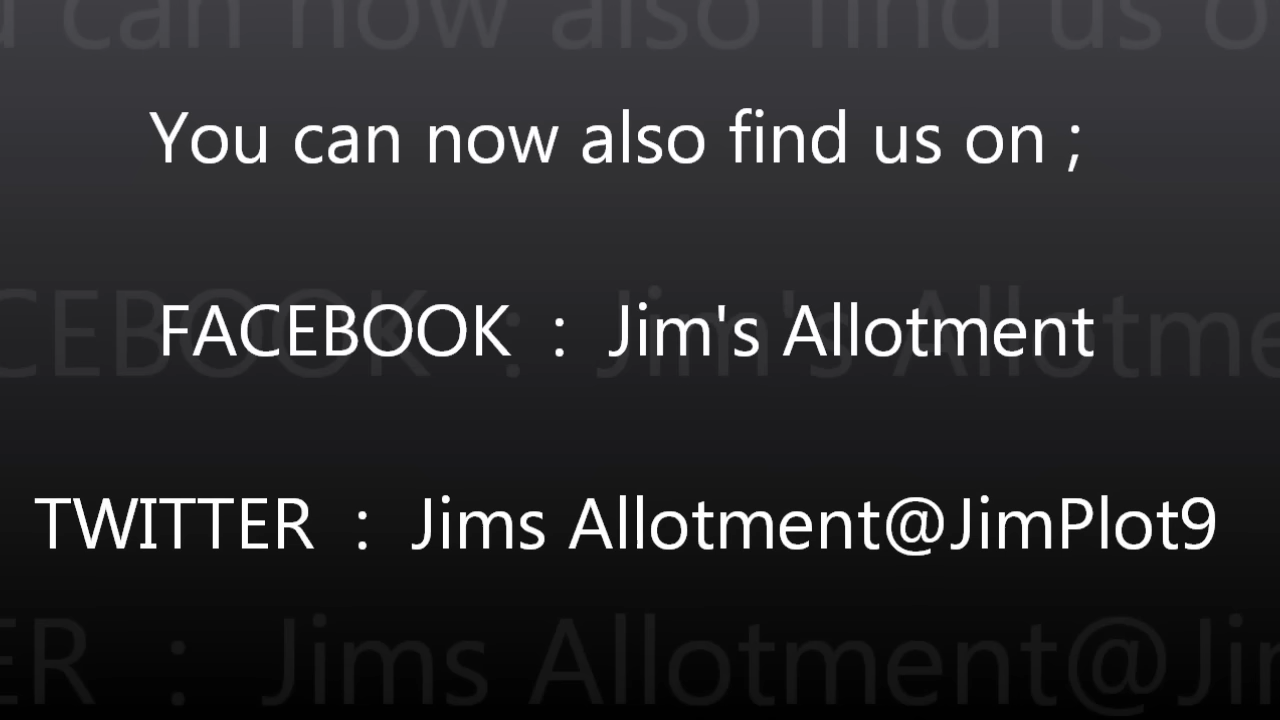 You can now also find us on ;
FACEBOOK : Jim's Allotment
TWITTER : Jims Allotment@JimPlot9